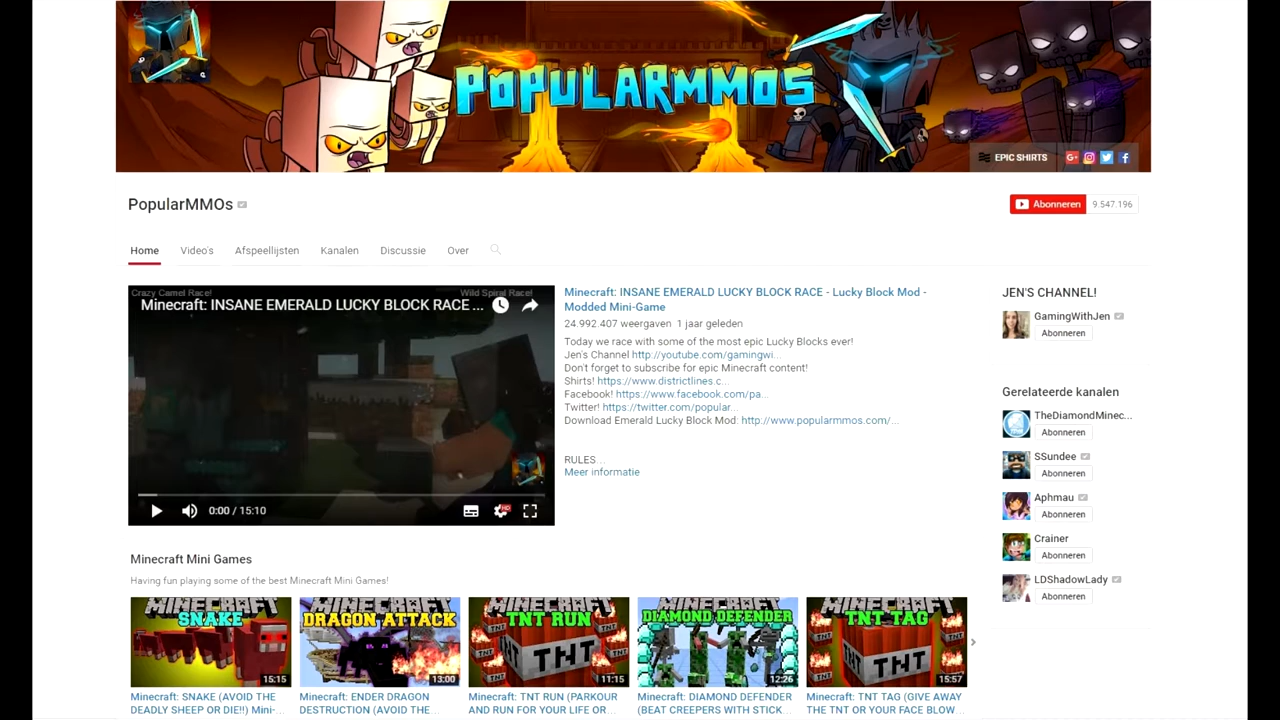 POPULARMMOS
EPIC SHIRTS
PopularMMOs
Abonneren 9.547.196
Home Video's Afspeellijsten Kanalen Discussie Over
Crazy Camel Race! Wild Spiral Race!
Minecraft: INSANE EMERALD LUCKY BLOCK RACE ...
0:00 / 15:10
Minecraft: INSANE EMERALD LUCKY BLOCK RACE - Lucky Block Mod -
Modded Mini-Game
24.992.407 weergaven 1 jaar geleden
Today we race with some of the most epic Lucky Blocks ever!
Jen's Channel http://youtube.com/gamingwi...
Don't forget to subscribe for epic Minecraft content!
Shirts! https://www.districtlines.c...
Facebook! https://www.facebook.com/pa...
Twitter! https://twitter.com/popular...
Download Emerald Lucky Block Mod: http://www.popularmmos.com/...
RULES...
Meer informatie
JEN'S CHANNEL!
GamingWithJen
Abonneren
Gerelateerde kanalen
TheDiamondMinec...
Abonneren
SSundee
Abonneren
Aphmau
Abonneren
Crainer
Abonneren
LDShadowLady
Abonneren
Minecraft Mini Games
Having fun playing some of the best Minecraft Mini Games!
MINECRAFT
SNAKE
15:15
Minecraft: SNAKE (AVOID THE
DEADLY SHEEP OR DIE!!) Mini-...
MINECRAFT
DRAGON ATTACK
13:00
Minecraft: ENDER DRAGON
DESTRUCTION (AVOID THE...
MINECRAFT
TNT RUN
TNT
11:15
Minecraft: TNT RUN (PARKOUR
AND RUN FOR YOUR LIFE OR...
MINECRAFT
DIAMOND DEFENDER
12:26
Minecraft: DIAMOND DEFENDER
(BEAT CREEPERS WITH STICK...
MINECRAFT
TNT TAG
TNT
15:57
Minecraft: TNT TAG (GIVE AWAY
THE TNT OR YOUR FACE BLOW...